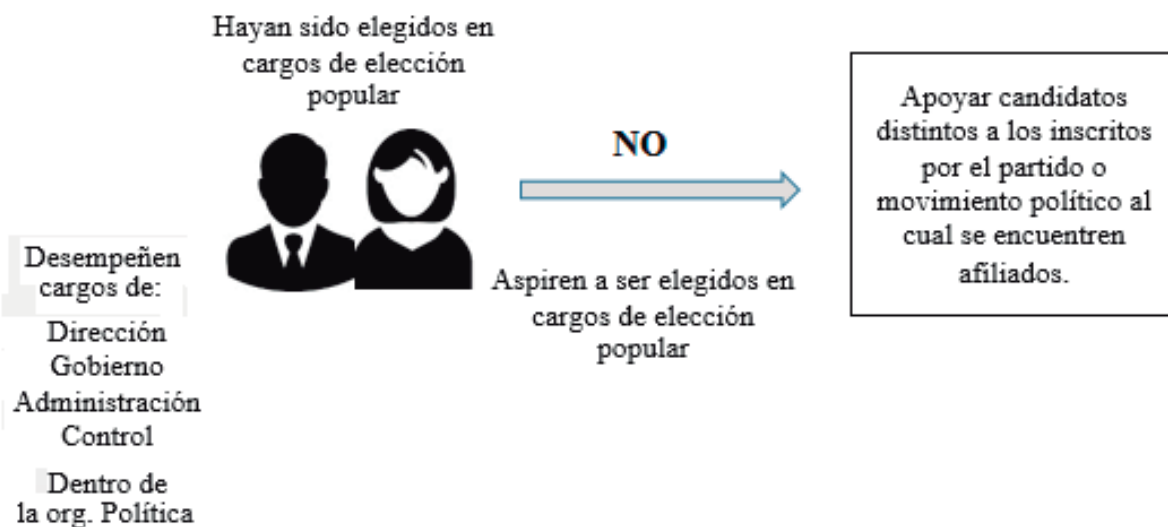 Hayan sido elegidos en
cargos de elección
popular
Desempeñen
cargos de:
Dirección
Gobierno
Administración
Control
Dentro de
la org. Política
NO
Aspiren a ser elegidos en
cargos de elección
popular
Apoyar candidatos
distintos a los inscritos
por el partido o
movimiento político al
cual se encuentren
afiliados.